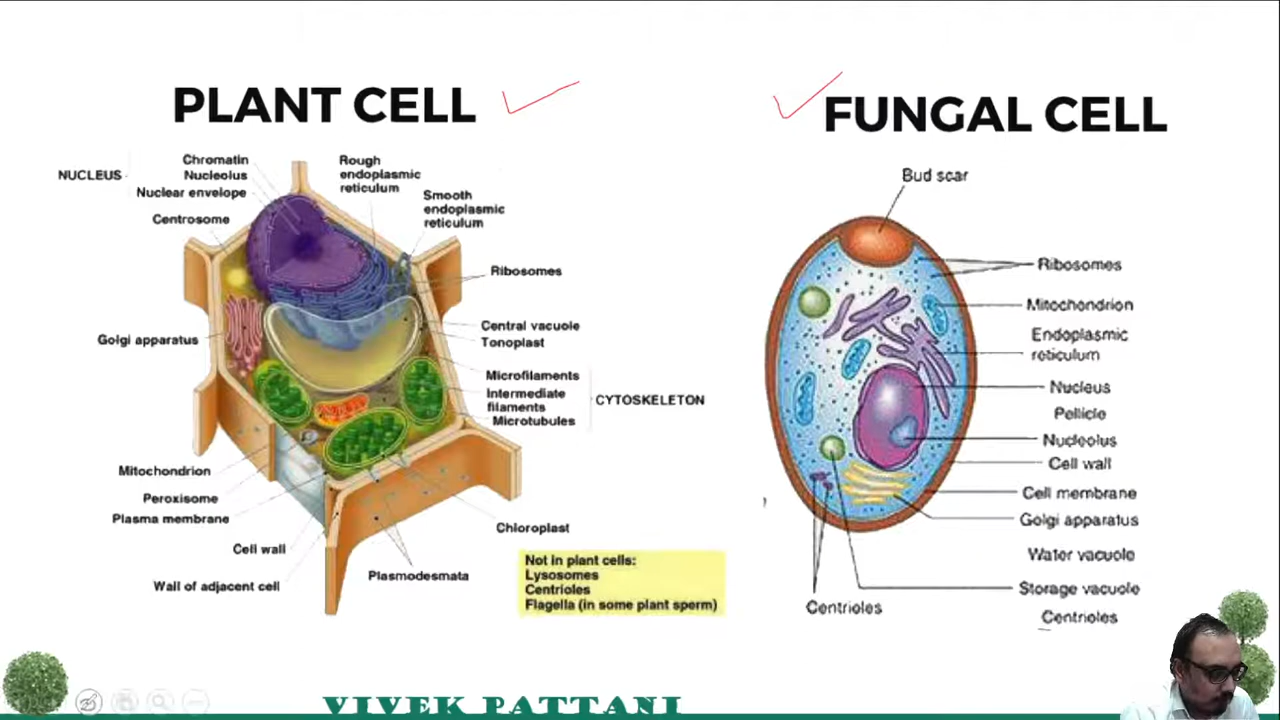 PLANT CELL
FUNGAL CELL
NUCLEUS
Chromatin
Nucleolus
Nuclear envelope
Centrosome
Rough
endoplasmic
reticulum
Smooth
endoplasmic
reticulum
Ribosomes
Golgi apparatus
Central vacuole
Tonoplast
Microfilaments
Intermediate
filaments
Microtubules
CYTOSKELETON
Mitochondrion
Peroxisome
Plasma membrane
Cell wall
Wall of adjacent cell
Chloroplast
Plasmodesmata
Not in plant cells:
Lysosomes
Centrioles
Flagella (in some plant sperm)
Bud scar
Ribosomes
Mitochondrion
Endoplasmic
reticulum
Nucleus
Pellicle
Nucleolus
Cell wall
Cell membrane
Golgi apparatus
Water vacuole
Storage vacuole
Centrioles
Centrioles
VIVEK PATTANI